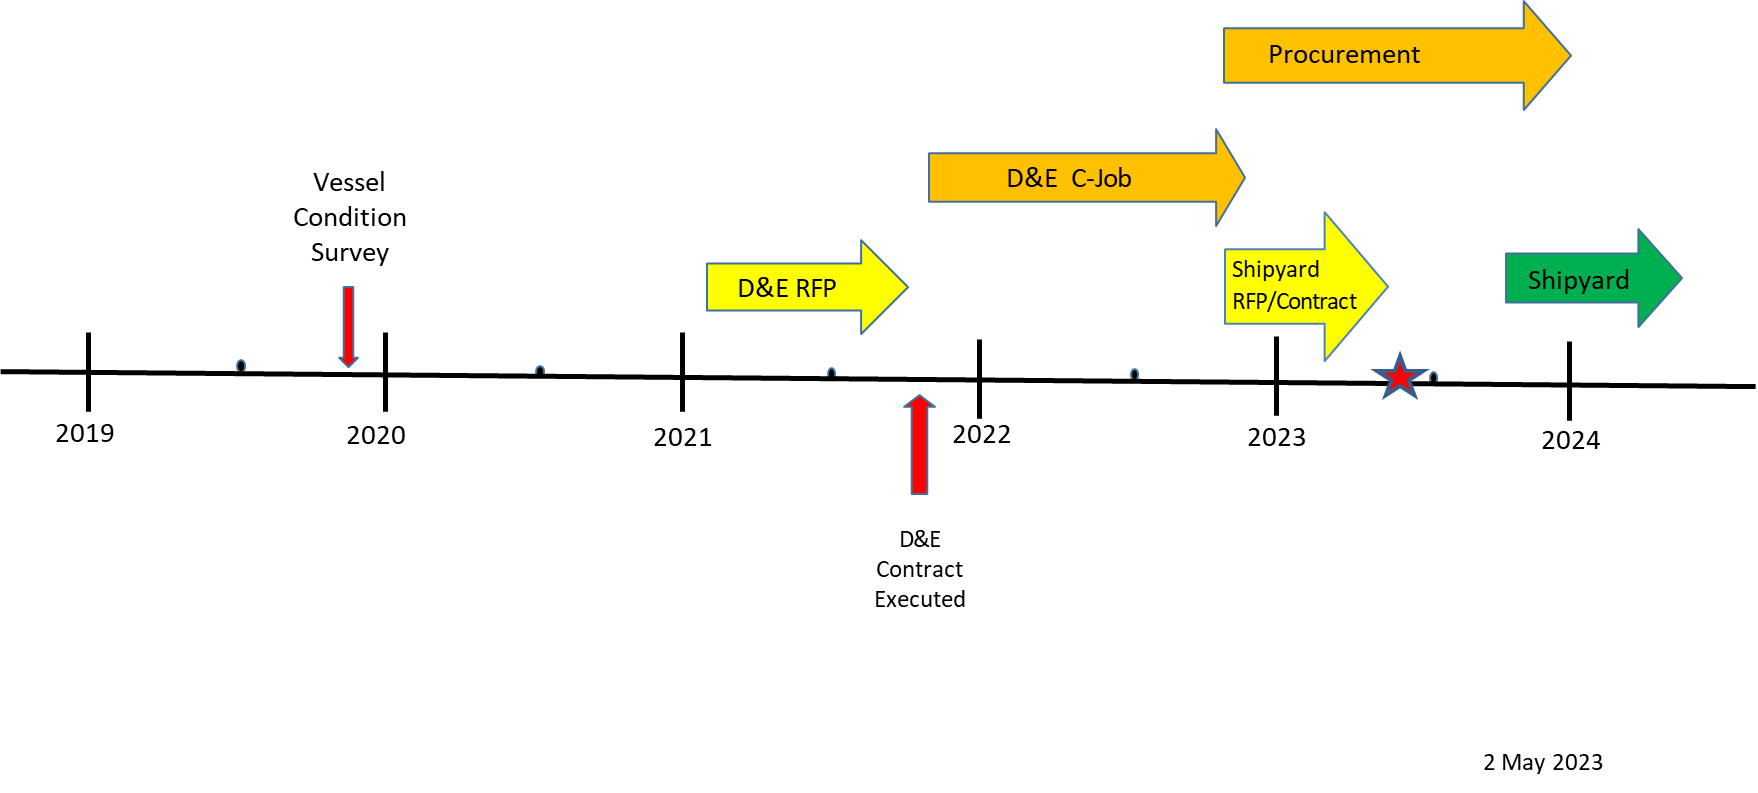 Procurement
D&E  C-Job
Vessel
Condition
Survey
D&E RFP
Shipyard
RFP/Contract
Shipyard
2019
2020
2021
2022
2023
2024
D&E
Contract
Executed
2 May 2023